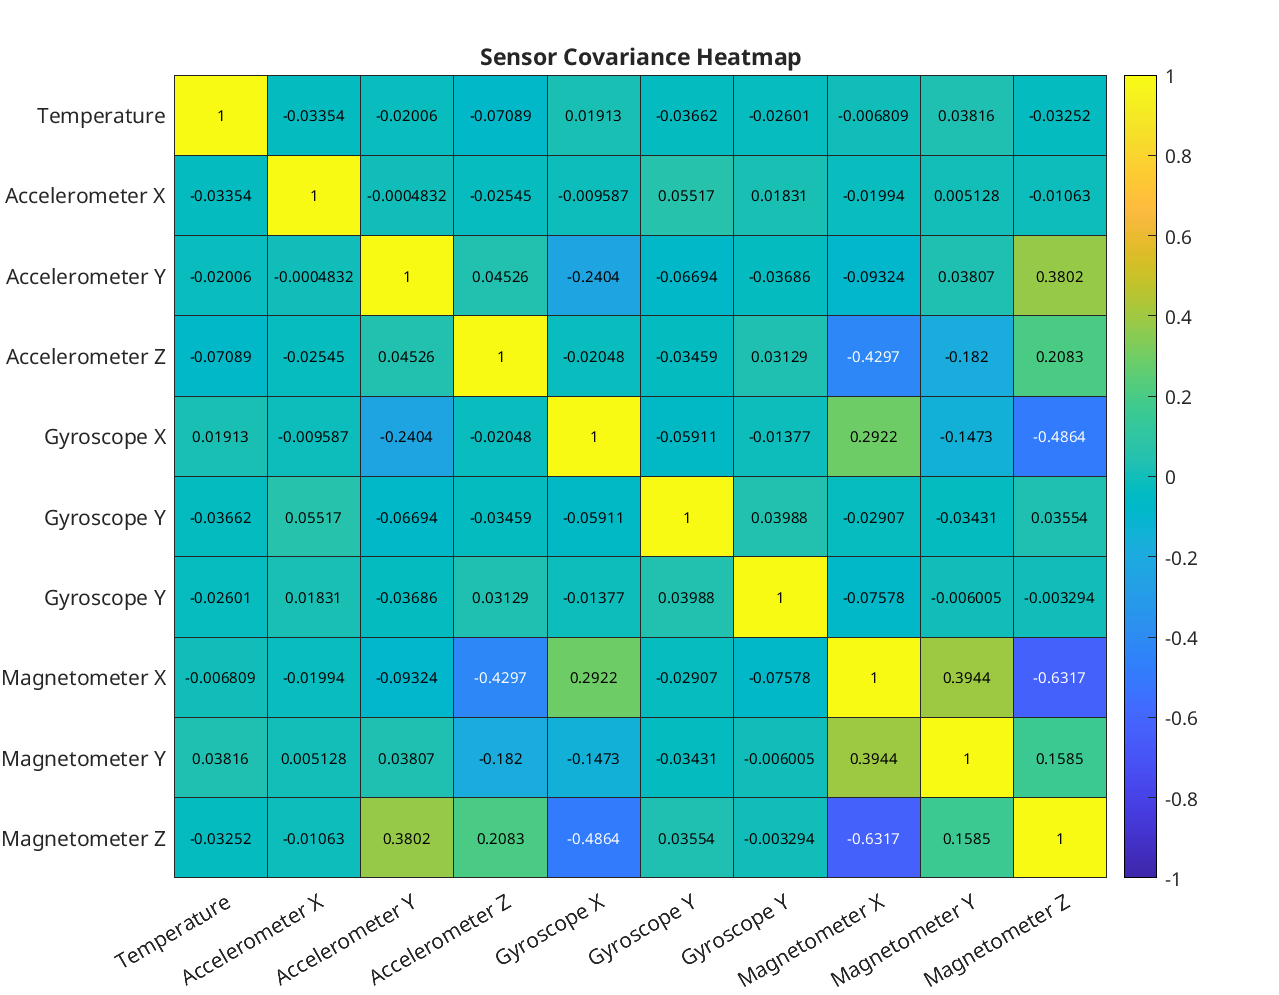 Sensor Covariance Heatmap
Temperature 1 -0.03354 -0.02006 -0.07089 0.01913 -0.03662 -0.02601 -0.006809 0.03816 -0.03252
Accelerometer X -0.03354 1 -0.0004832 -0.02545 -0.009587 0.05517 0.01831 -0.01994 0.005128 -0.01063
Accelerometer Y -0.02006 -0.0004832 1 0.04526 -0.2404 -0.06694 -0.03686 -0.09324 0.03807 0.3802
Accelerometer Z -0.07089 -0.02545 0.04526 1 -0.02048 -0.03459 0.03129 -0.4297 -0.182 0.2083
Gyroscope X 0.01913 -0.009587 -0.2404 -0.02048 1 -0.05911 -0.01377 0.2922 -0.1473 -0.4864
Gyroscope Y -0.03662 0.05517 -0.06694 -0.03459 -0.05911 1 0.03988 -0.02907 -0.03431 0.03554
Gyroscope Y -0.02601 0.01831 -0.03686 0.03129 -0.01377 0.03988 1 -0.07578 -0.006005 -0.003294
Magnetometer X -0.006809 -0.01994 -0.09324 -0.4297 0.2922 -0.02907 -0.07578 1 0.3944 -0.6317
Magnetometer Y 0.03816 0.005128 0.03807 -0.182 -0.1473 -0.03431 -0.006005 0.3944 1 0.1585
Magnetometer Z -0.03252 -0.01063 0.3802 0.2083 -0.4864 0.03554 -0.003294 -0.6317 0.1585 1
Temperature
Accelerometer X
Accelerometer Y
Accelerometer Z
Gyroscope X
Gyroscope Y
Gyroscope Y
Magnetometer X
Magnetometer Y
Magnetometer Z
1
0.8
0.6
0.4
0.2
0
-0.2
-0.4
-0.6
-0.8
-1